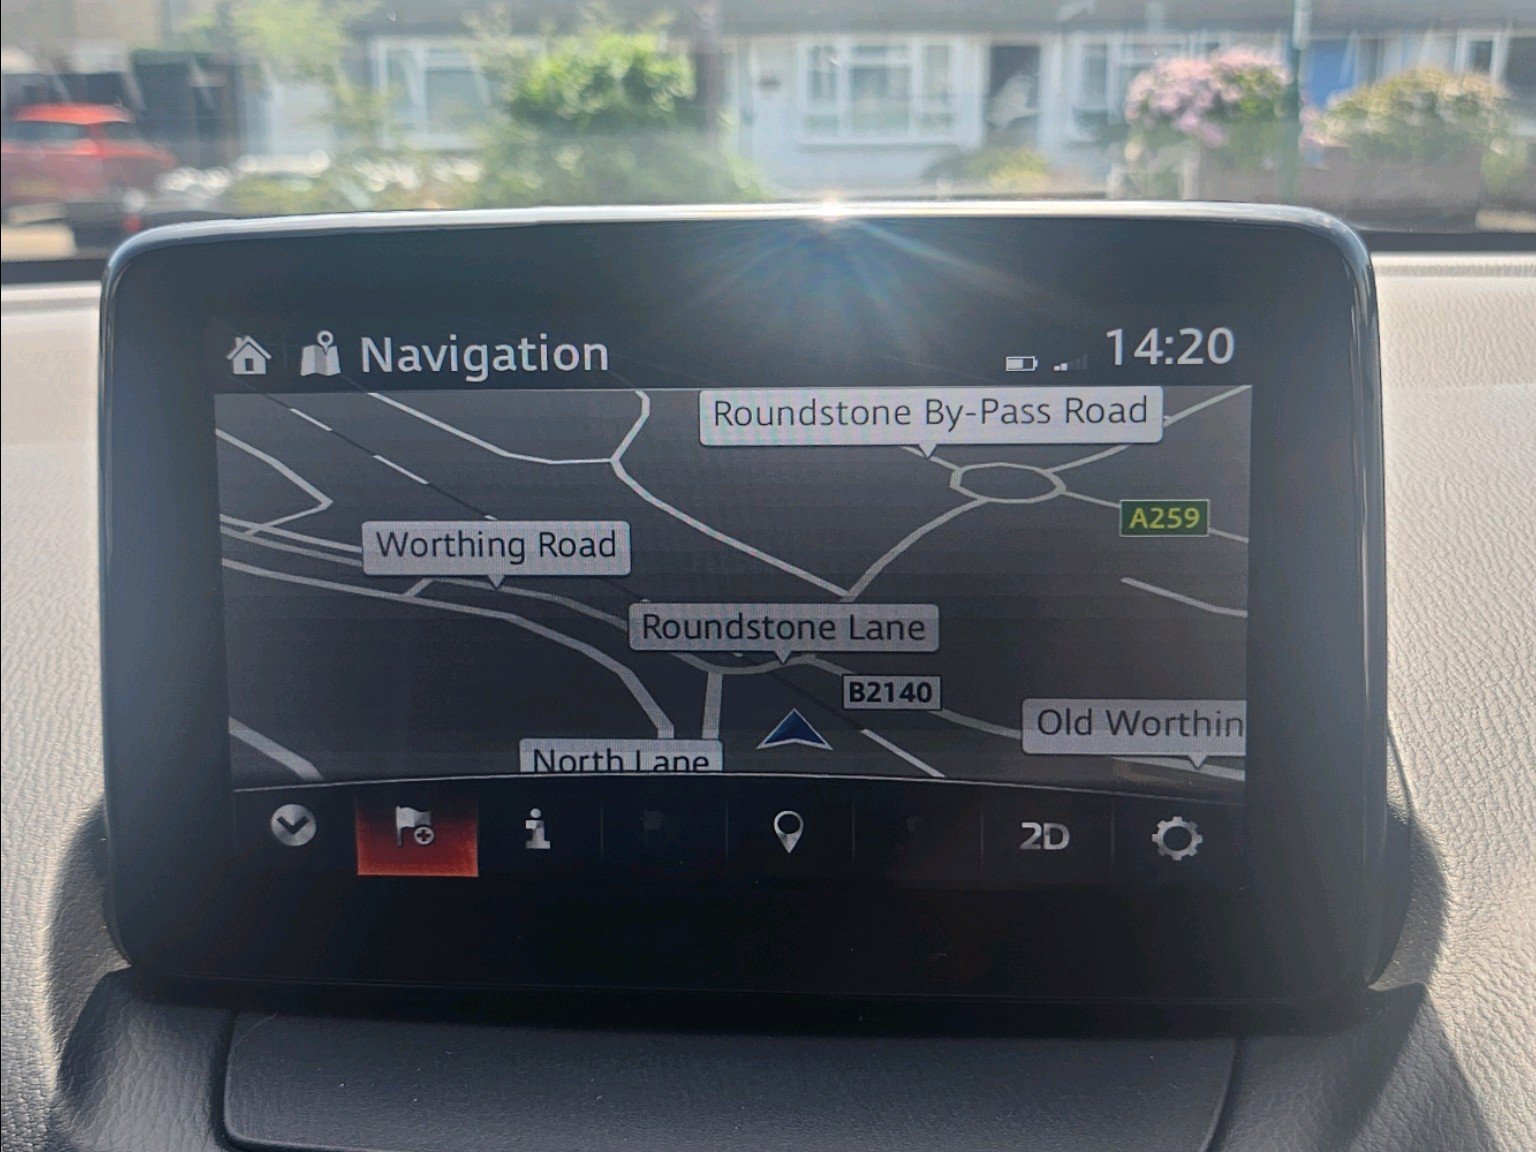 Navigation
14:20
Roundstone By-Pass Road
A259
Worthing Road
Roundstone Lane
B2140
Old Worthin
North Lane
2D